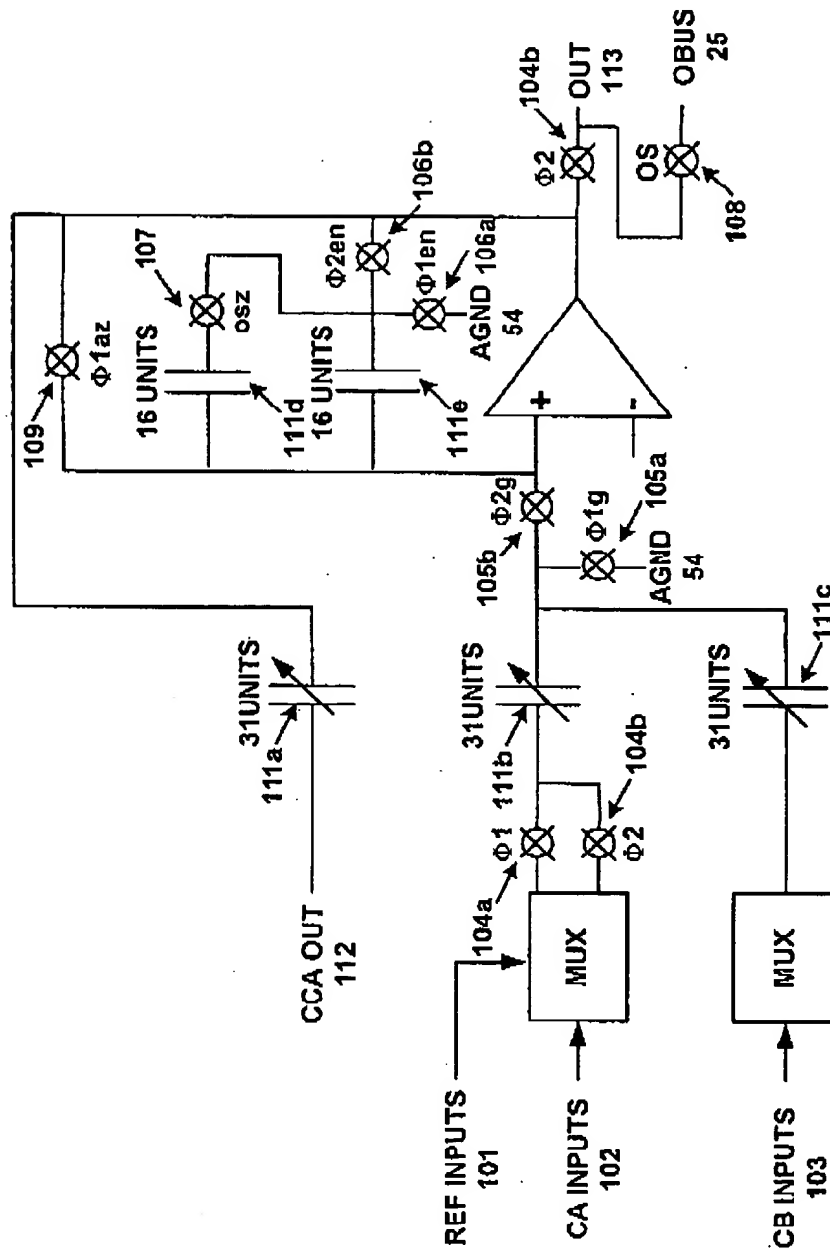 109
Φ1az
107
16 UNITS
osz
111d
16 UNITS
111e
Φ2en
106b
Φ1en
106a
AGND
54
104b
Φ2
OUT
113
OS
OBUS
25
108
+
-
Φ2g
105b
Φ1g
105a
AGND
54
31UNITS
111a
CCA OUT
112
31UNITS
111b
Φ1
104a
104b
Φ2
31UNITS
111c
REF INPUTS
101
MUX
CA INPUTS
102
MUX
CB INPUTS
103